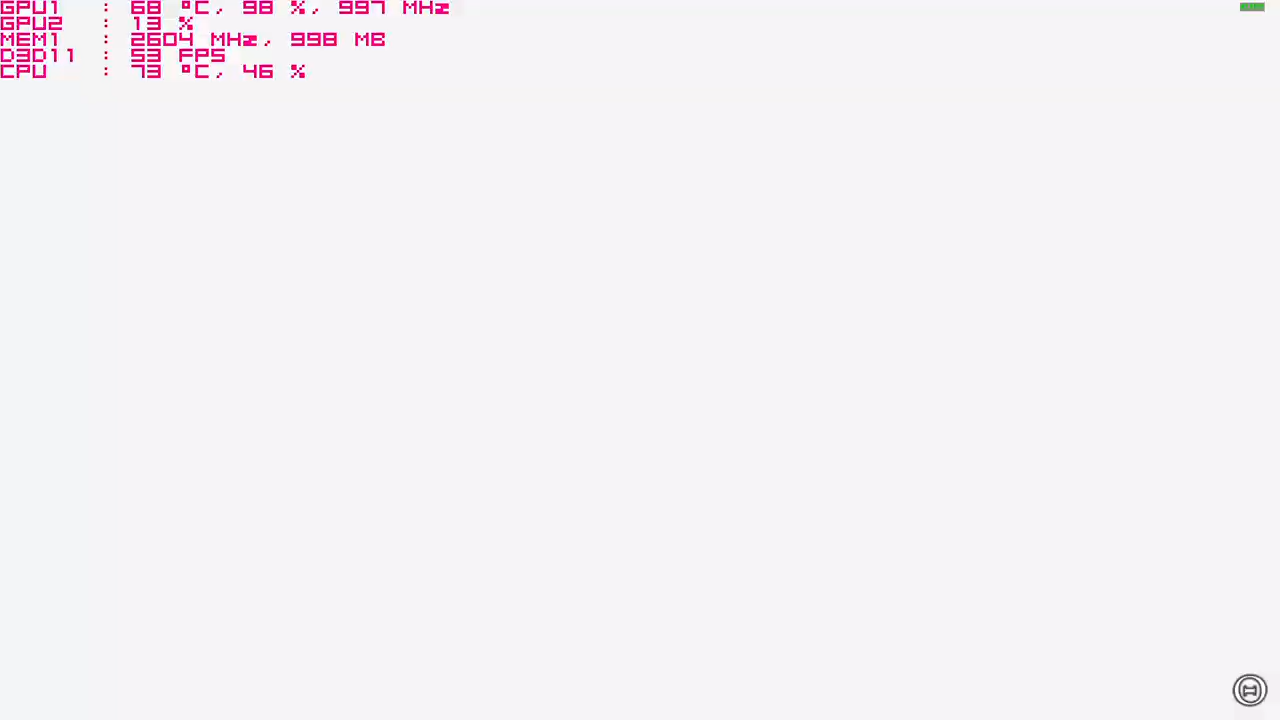 GPU1 : 68 °C, 98 %, 997 MHz
GPU2 : 13 %
MEM1 : 2604 MHz, 998 MB
D3D11 : 53 FPS
CPU : 73 °C, 46 %